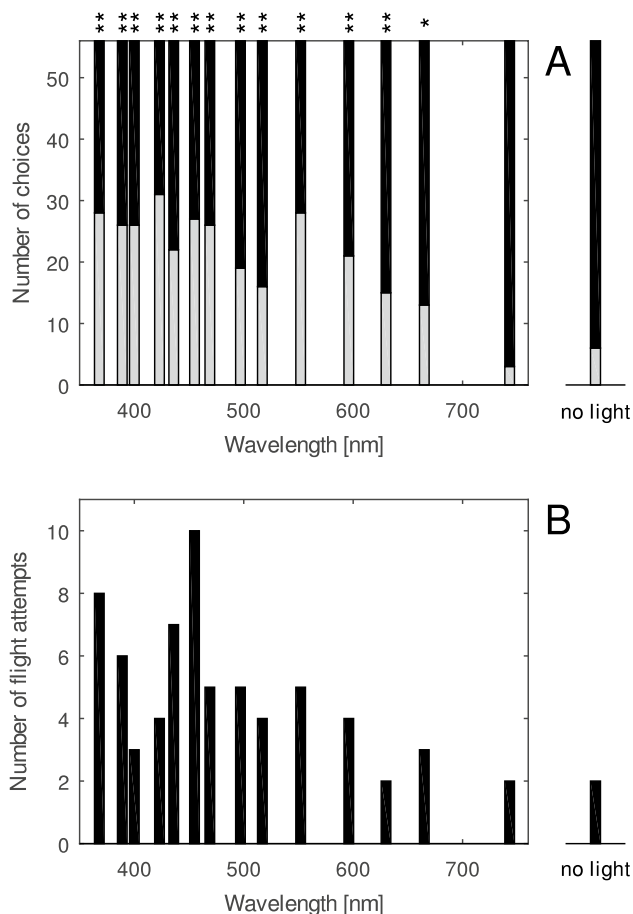 ** ** ** ** ** ** ** ** ** ** ** ** *
A
50
40
30
20
10
0
Number of choices
400 500 600 700 no light
Wavelength [nm]
B
10
8
6
4
2
0
Number of flight attempts
400 500 600 700 no light
Wavelength [nm]